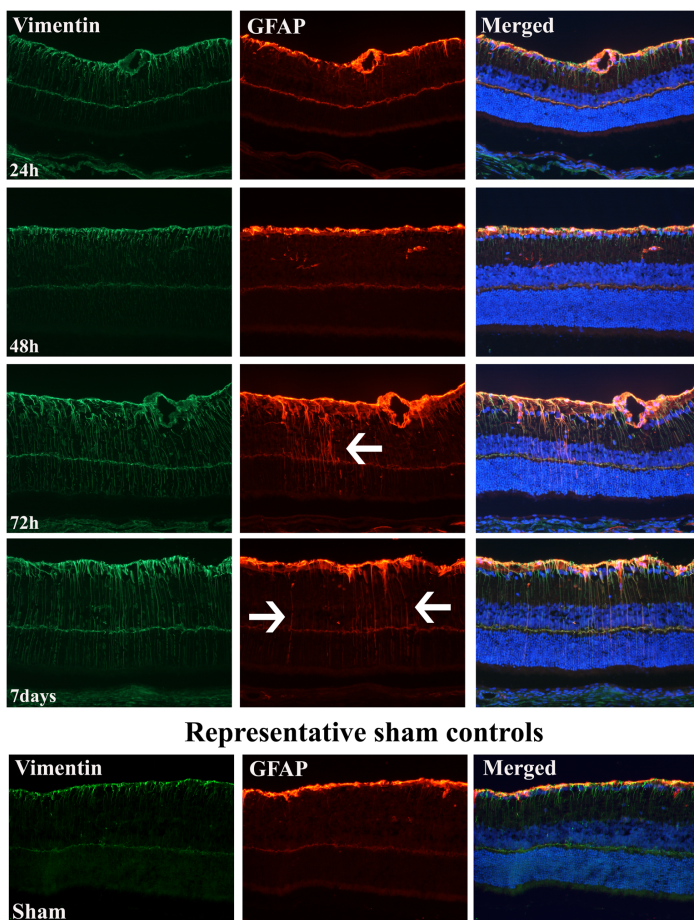 Vimentin GFAP Merged
24h
48h
72h
7days
Representative sham controls
Vimentin GFAP Merged
Sham